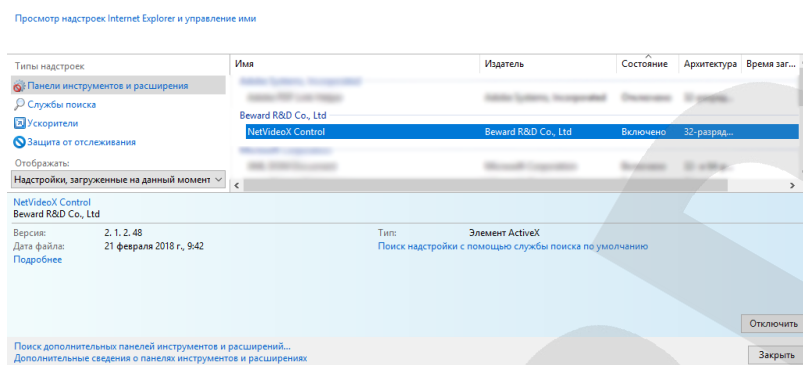 Просмотр надстроек Internet Explorer и управление ими
Типы надстроек
Панели инструментов и расширения
Службы поиска
Ускорители
Защита от отслеживания
Отображать:
Надстройки, загруженные на данный момент
Имя Издатель Состояние Архитектура Время заг...
Beward R&D Co., Ltd
NetVideoX Control Beward R&D Co., Ltd Включено 32-разряд...
NetVideoX Control
Beward R&D Co., Ltd
Версия: 2. 1. 2. 48 Тип: Элемент ActiveX
Дата файла: 21 февраля 2018 г., 9:42 Поиск надстройки с помощью службы поиска по умолчанию
Подробнее
Отключить
Поиск дополнительных панелей инструментов и расширений...
Дополнительные сведения о панелях инструментов и расширениях
Закрыть